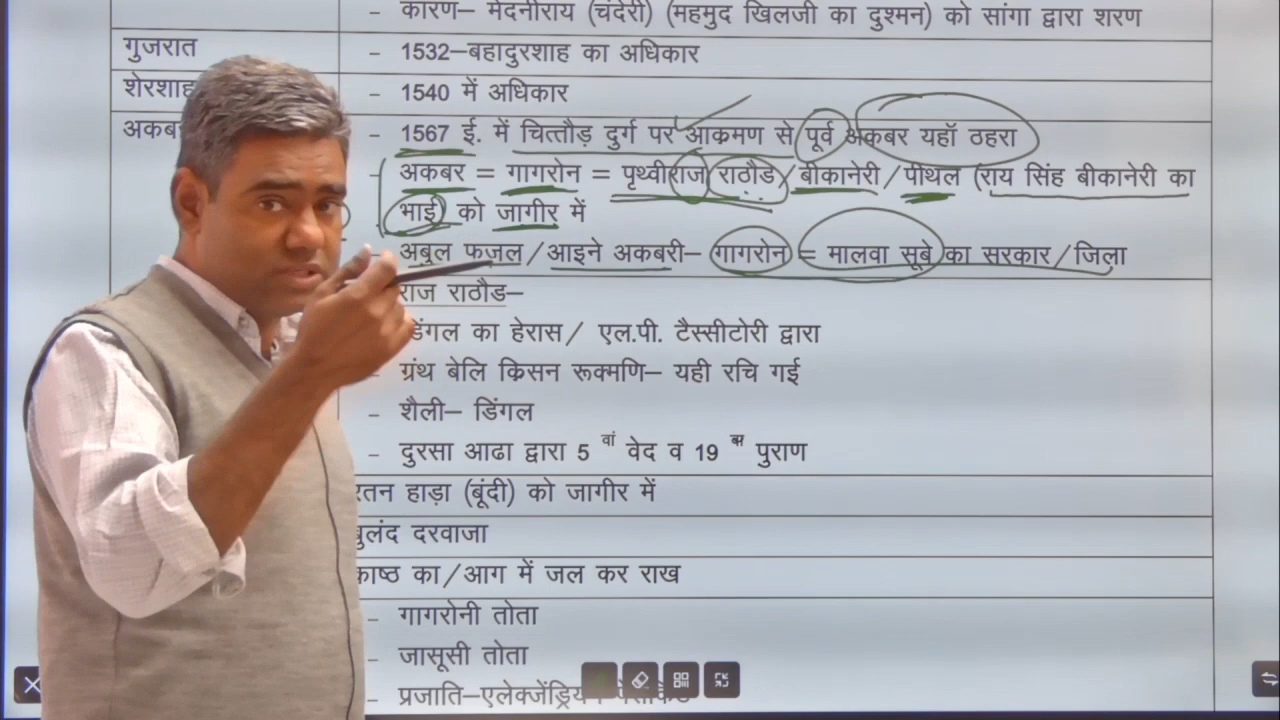 – कारण– मेदनीराय (चंदेरी) (महमुद खिलजी का दुश्मन) को सांगा द्वारा शरण
गुजरात – 1532–बहादुरशाह का अधिकार
शेरशाह – 1540 में अधिकार
अकब – 1567 ई. में चित्तौड़ दुर्ग पर आक्रमण से पूर्व अकबर यहाँ ठहरा
– अकबर = गागरोन = पृथ्वीराज राठौड/बीकानेरी/पीथल (राय सिंह बीकानेरी का
भाई) को जागीर में
अबुल फजल/आइने अकबरी– गागरोन = मालवा सूबे का सरकार/जिला
राज राठौड–
डिंगल का हेरास/ एल.पी. टैस्सीटोरी द्वारा
– ग्रंथ बेलि क्रिसन रूक्मणि– यही रचि गई
– शैली– डिंगल
– दुरसा आढा द्वारा 5 वां वेद व 19 पुराण
रतन हाड़ा (बूंदी) को जागीर में
बुलंद दरवाजा
काष्ठ का/आग में जल कर राख
– गागरोनी तोता
– जासूसी तोता
– प्रजाति–एलेक्जेंड्रिय